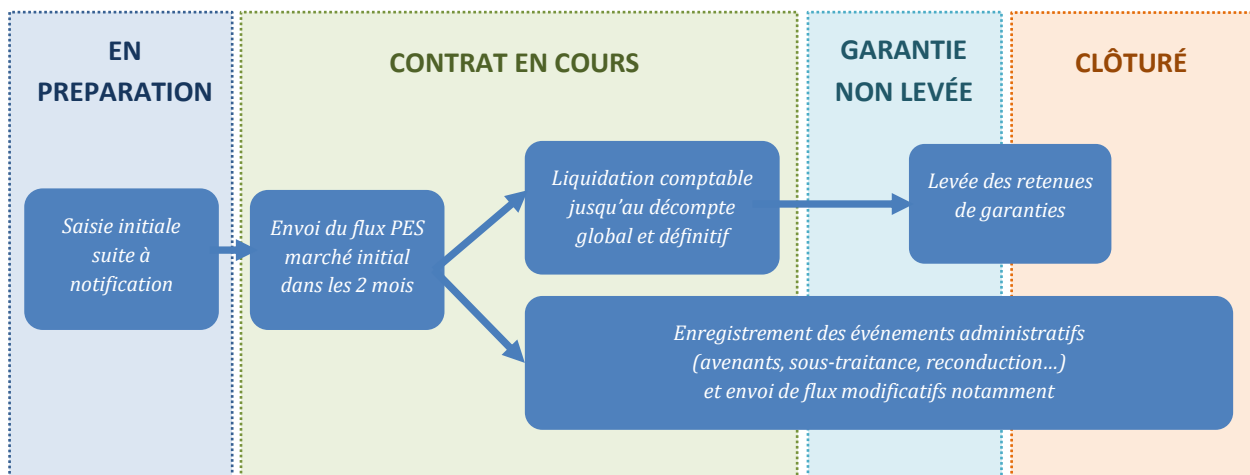 EN
PREPARATION
CONTRAT EN COURS
GARANTIE
NON LEVÉE
CLÔTURÉ
Saisie initiale
suite à
notification
Envoi du flux PES
marché initial
dans les 2 mois
Liquidation comptable
jusqu’au décompte
global et définitif
Levée des retenues
de garanties
Enregistrement des événements administratifs
(avenants, sous-traitance, reconduction…)
et envoi de flux modificatifs notamment